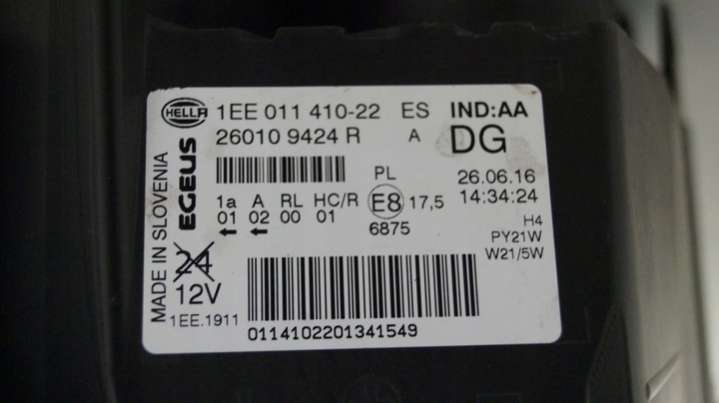 HELLA 1EE 011 410-22 ES IND:AA
26010 9424 R A DG
PL 26.06.16
14:34:24
1a A RL HC/R E8 17,5
01 02 00 01 6875
H4
PY21W
W21/5W
MADE IN SLOVENIA
EGEUS
24
12V
1EE.1911
0114102201341549